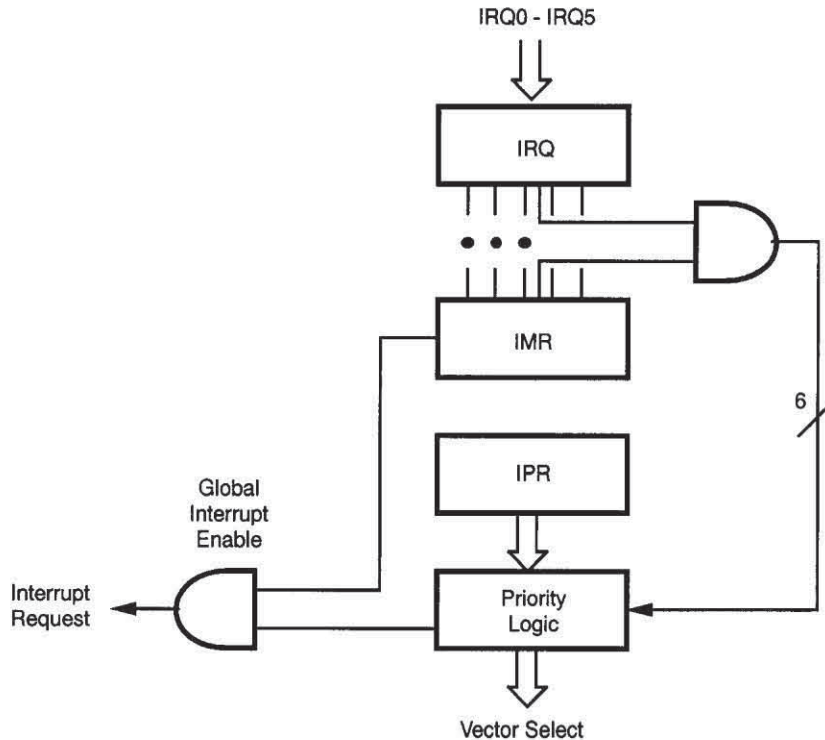 IRQ0 - IRQ5
IRQ
IMR
6
IPR
Global
Interrupt
Enable
Interrupt
Request
Priority
Logic
Vector Select